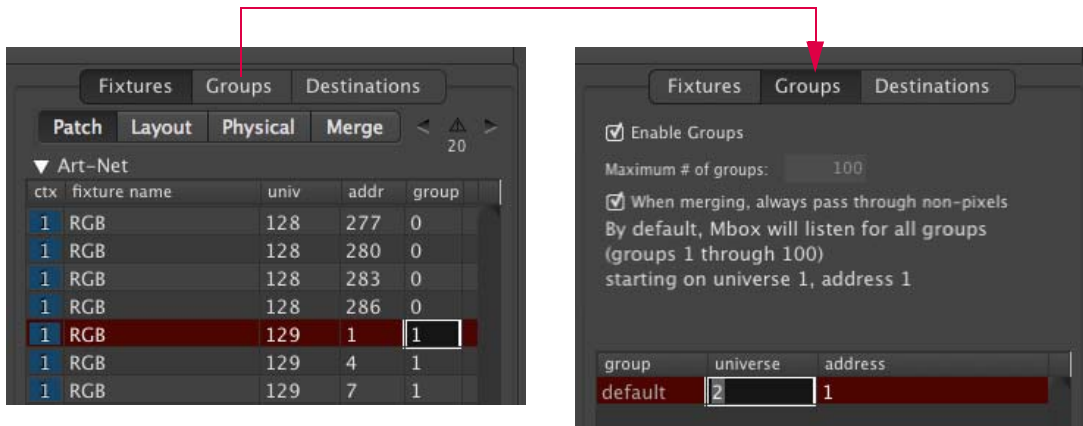 Fixtures Groups Destinations
Patch Layout Physical Merge
20
Art-Net
ctx fixture name univ addr group
1 RGB 128 277 0
1 RGB 128 280 0
1 RGB 128 283 0
1 RGB 128 286 0
1 RGB 129 1 1
1 RGB 129 4 1
1 RGB 129 7 1
Fixtures Groups Destinations
Enable Groups
Maximum # of groups: 100
When merging, always pass through non-pixels
By default, Mbox will listen for all groups
(groups 1 through 100)
starting on universe 1, address 1
group universe address
default 2 1